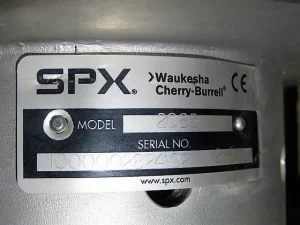 SPX.
Waukesha
Cherry-Burrell®
CE
MODEL
SERIAL NO.
www.spx.com